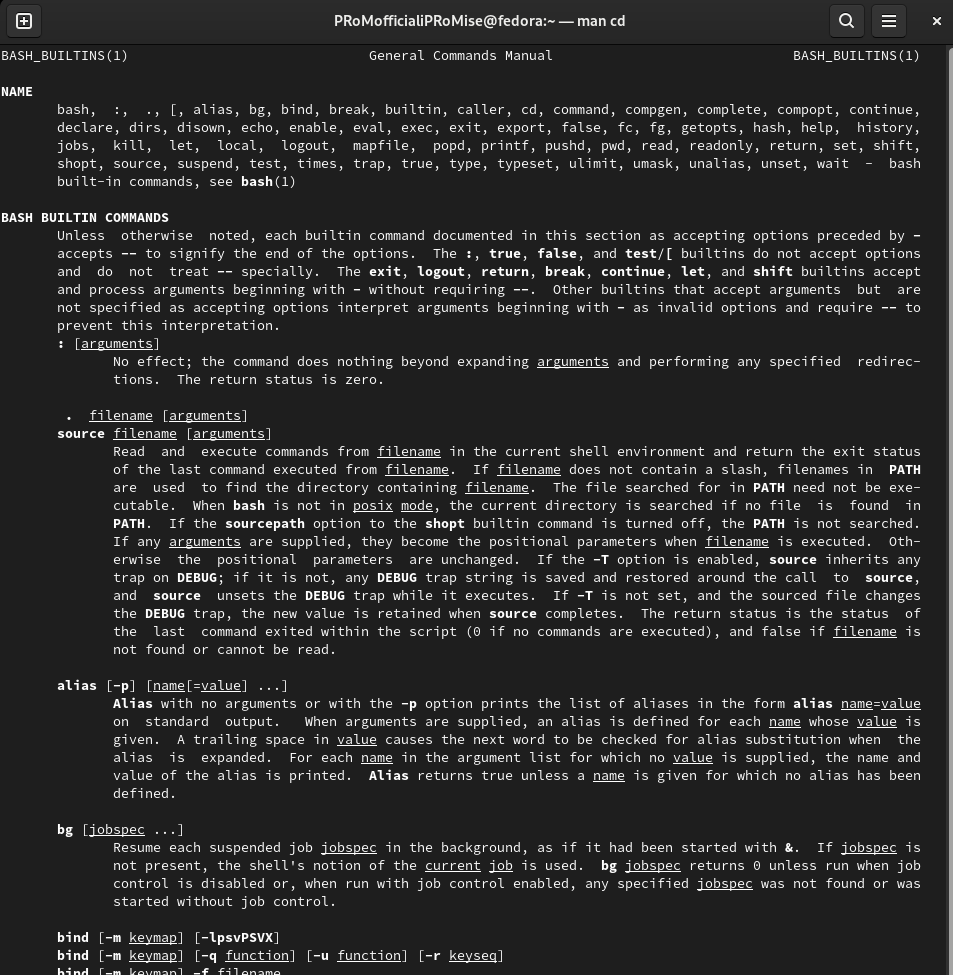 PRoMofficialiPRoMise@fedora:~ — man cd
BASH_BUILTINS(1) General Commands Manual BASH_BUILTINS(1)
NAME
bash, :, ., [, alias, bg, bind, break, builtin, caller, cd, command, compgen, complete, compopt, continue,
declare, dirs, disown, echo, enable, eval, exec, exit, export, false, fc, fg, getopts, hash, help, history,
jobs, kill, let, local, logout, mapfile, popd, printf, pushd, pwd, read, readonly, return, set, shift,
shopt, source, suspend, test, times, trap, true, type, typeset, ulimit, umask, unalias, unset, wait - bash
built-in commands, see bash(1)
BASH BUILTIN COMMANDS
Unless otherwise noted, each builtin command documented in this section as accepting options preceded by -
accepts -- to signify the end of the options. The :, true, false, and test/[ builtins do not accept options
and do not treat -- specially. The exit, logout, return, break, continue, let, and shift builtins accept
and process arguments beginning with - without requiring --. Other builtins that accept arguments but are
not specified as accepting options interpret arguments beginning with - as invalid options and require -- to
prevent this interpretation.
: [arguments]
No effect; the command does nothing beyond expanding arguments and performing any specified redirec-
tions. The return status is zero.
. filename [arguments]
source filename [arguments]
Read and execute commands from filename in the current shell environment and return the exit status
of the last command executed from filename. If filename does not contain a slash, filenames in PATH
are used to find the directory containing filename. The file searched for in PATH need not be exe-
cutable. When bash is not in posix mode, the current directory is searched if no file is found in
PATH. If the sourcepath option to the shopt builtin command is turned off, the PATH is not searched.
If any arguments are supplied, they become the positional parameters when filename is executed. Oth-
erwise the positional parameters are unchanged. If the -T option is enabled, source inherits any
trap on DEBUG; if it is not, any DEBUG trap string is saved and restored around the call to source,
and source unsets the DEBUG trap while it executes. If -T is not set, and the sourced file changes
the DEBUG trap, the new value is retained when source completes. The return status is the status of
the last command exited within the script (0 if no commands are executed), and false if filename is
not found or cannot be read.
alias [-p] [name[=value] ...]
Alias with no arguments or with the -p option prints the list of aliases in the form alias name=value
on standard output. When arguments are supplied, an alias is defined for each name whose value is
given. A trailing space in value causes the next word to be checked for alias substitution when the
alias is expanded. For each name in the argument list for which no value is supplied, the name and
value of the alias is printed. Alias returns true unless a name is given for which no alias has been
defined.
bg [jobspec ...]
Resume each suspended job jobspec in the background, as if it had been started with &. If jobspec is
not present, the shell's notion of the current job is used. bg jobspec returns 0 unless run when job
control is disabled or, when run with job control enabled, any specified jobspec was not found or was
started without job control.
bind [-m keymap] [-lpsvPSVX]
bind [-m keymap] [-q function] [-u function] [-r keyseq]
bind [-m keymap] -f filename